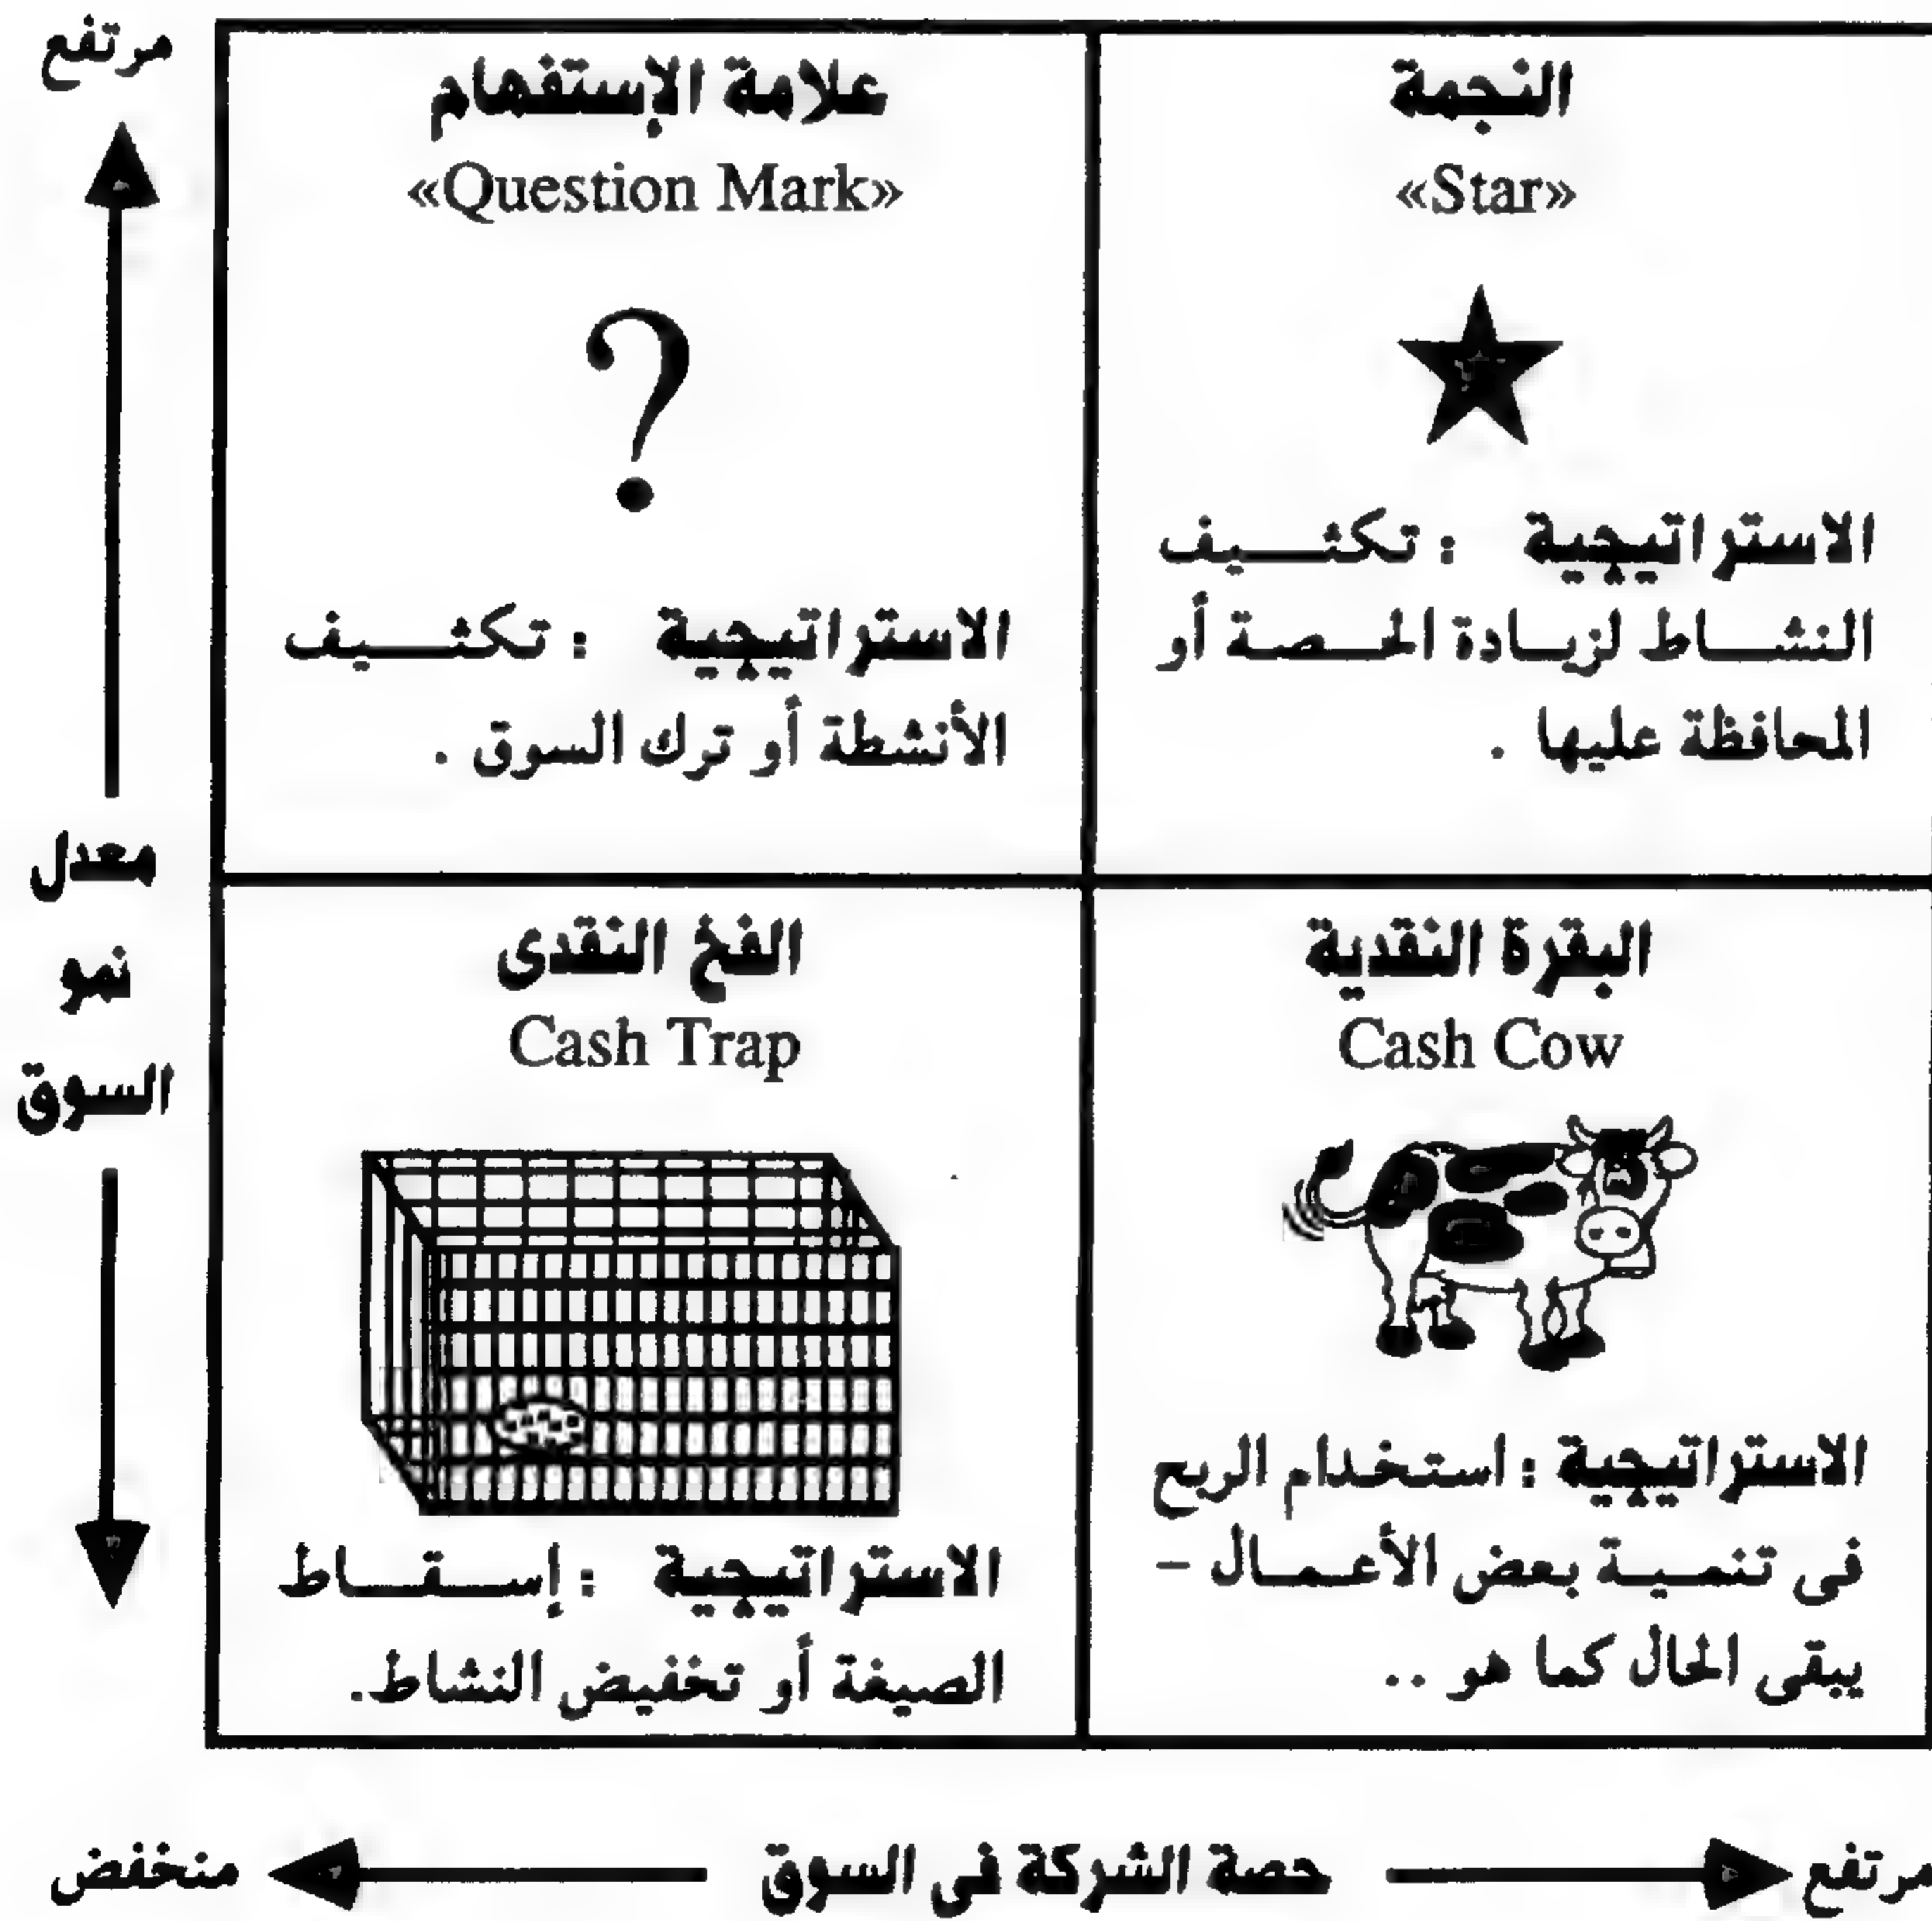 مرتفع
النجمة
«Star»
الاستراتيجية : تكثيف
النشاط لزيادة الحصة أو
المحافظة عليها .
علامة الإستفهام
«Question Mark»
?
الاستراتيجية : تكثيف
الأنشطة أو ترك السوق .
معدل
نمو
السوق
البقرة النقدية
Cash Cow
الاستراتيجية : استخدام الربح
فى تنمية بعض الأعمال –
يبقى الحال كما هو ..
الفخ النقدى
Cash Trap
الاستراتيجية : إسقاط
الصيغة أو تخفيض النشاط.
مرتفع
حصة الشركة فى السوق
منخفض